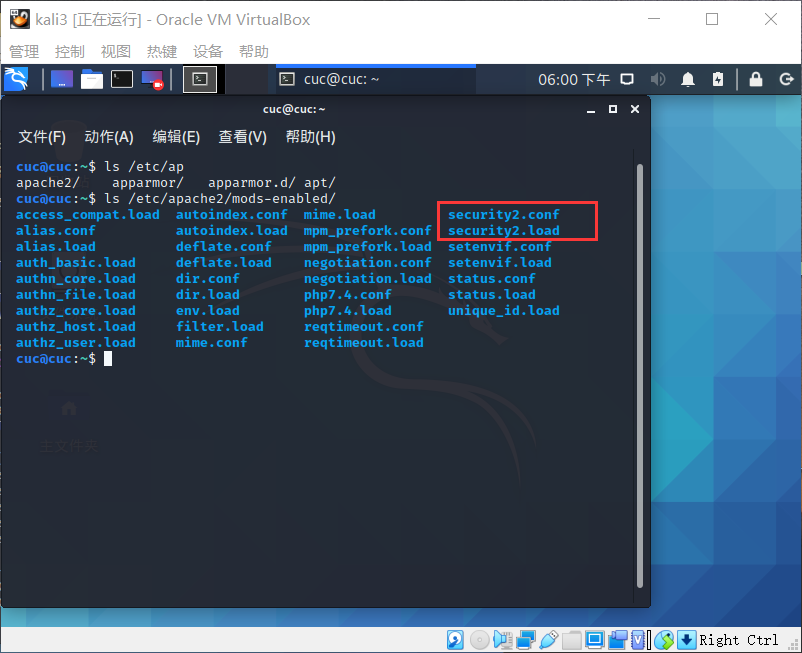 kali3 [正在运行] - Oracle VM VirtualBox
管理 控制 视图 热键 设备 帮助
cuc@cuc: ~ 06:00 下午
cuc@cuc: ~
文件(F) 动作(A) 编辑(E) 查看(V) 帮助(H)
cuc@cuc:~$ ls /etc/ap
apache2/ apparmor/ apparmor.d/ apt/
cuc@cuc:~$ ls /etc/apache2/mods-enabled/
access_compat.load autoindex.conf mime.load security2.conf
alias.conf autoindex.load mpm_prefork.conf security2.load
alias.load deflate.conf mpm_prefork.load setenvif.conf
auth_basic.load deflate.load negotiation.conf setenvif.load
authn_core.load dir.conf negotiation.load status.conf
authn_file.load dir.load php7.4.conf status.load
authz_core.load env.load php7.4.load unique_id.load
authz_host.load filter.load reqtimeout.conf
authz_user.load mime.conf reqtimeout.load
cuc@cuc:~$
主文件夹
Right Ctrl